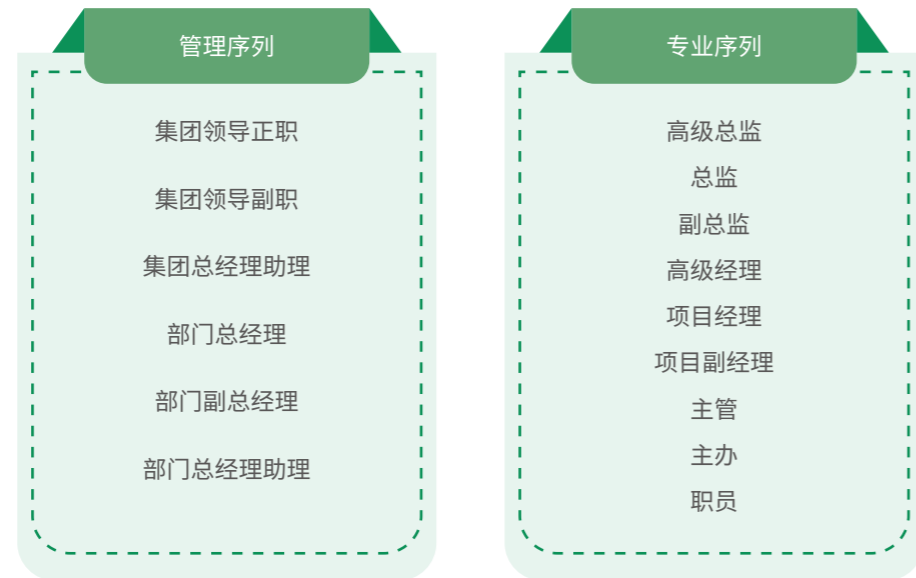 管理序列
集团领导正职
集团领导副职
集团总经理助理
部门总经理
部门副总经理
部门总经理助理
专业序列
高级总监
总监
副总监
高级经理
项目经理
项目副经理
主管
主办
职员